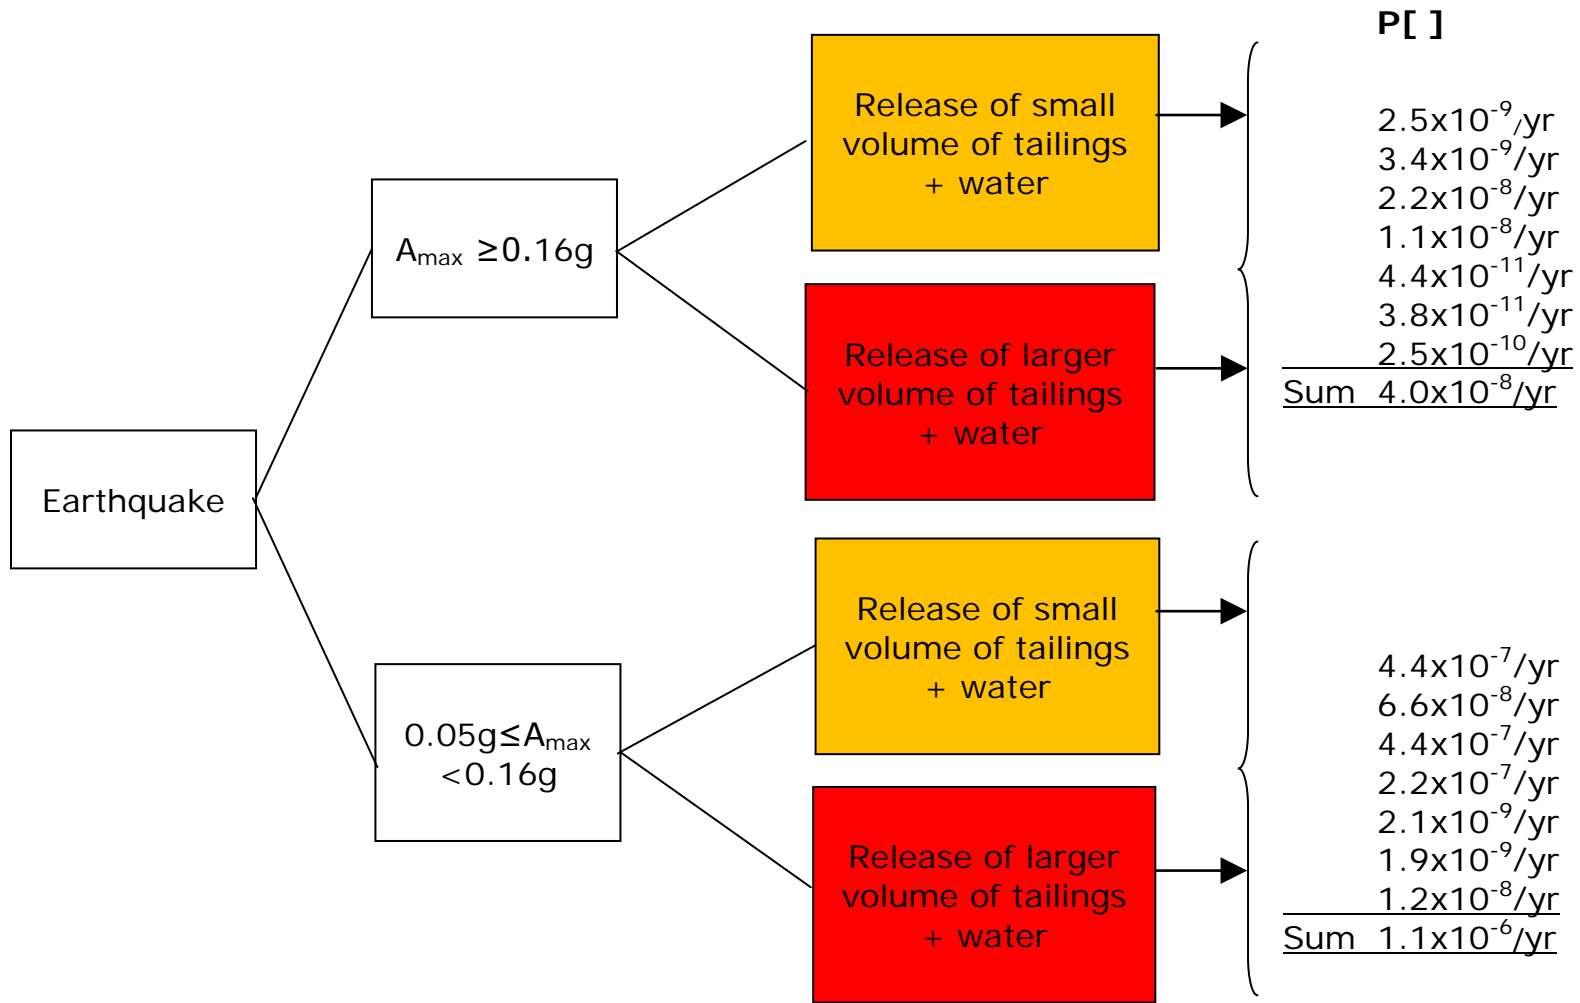 P[ ]
Release of small
volume of tailings
+ water
2.5x10⁻⁹/yr
3.4x10⁻⁹/yr
2.2x10⁻⁸/yr
1.1x10⁻⁸/yr
4.4x10⁻¹¹/yr
3.8x10⁻¹¹/yr
2.5x10⁻¹⁰/yr
Sum 4.0x10⁻⁸/yr
Aₘₐₓ ≥0.16g
Release of larger
volume of tailings
+ water
Earthquake
Release of small
volume of tailings
+ water
0.05g≤Aₘₐₓ
<0.16g
Release of larger
volume of tailings
+ water
4.4x10⁻⁷/yr
6.6x10⁻⁸/yr
4.4x10⁻⁷/yr
2.2x10⁻⁷/yr
2.1x10⁻⁹/yr
1.9x10⁻⁹/yr
1.2x10⁻⁸/yr
Sum 1.1x10⁻⁶/yr